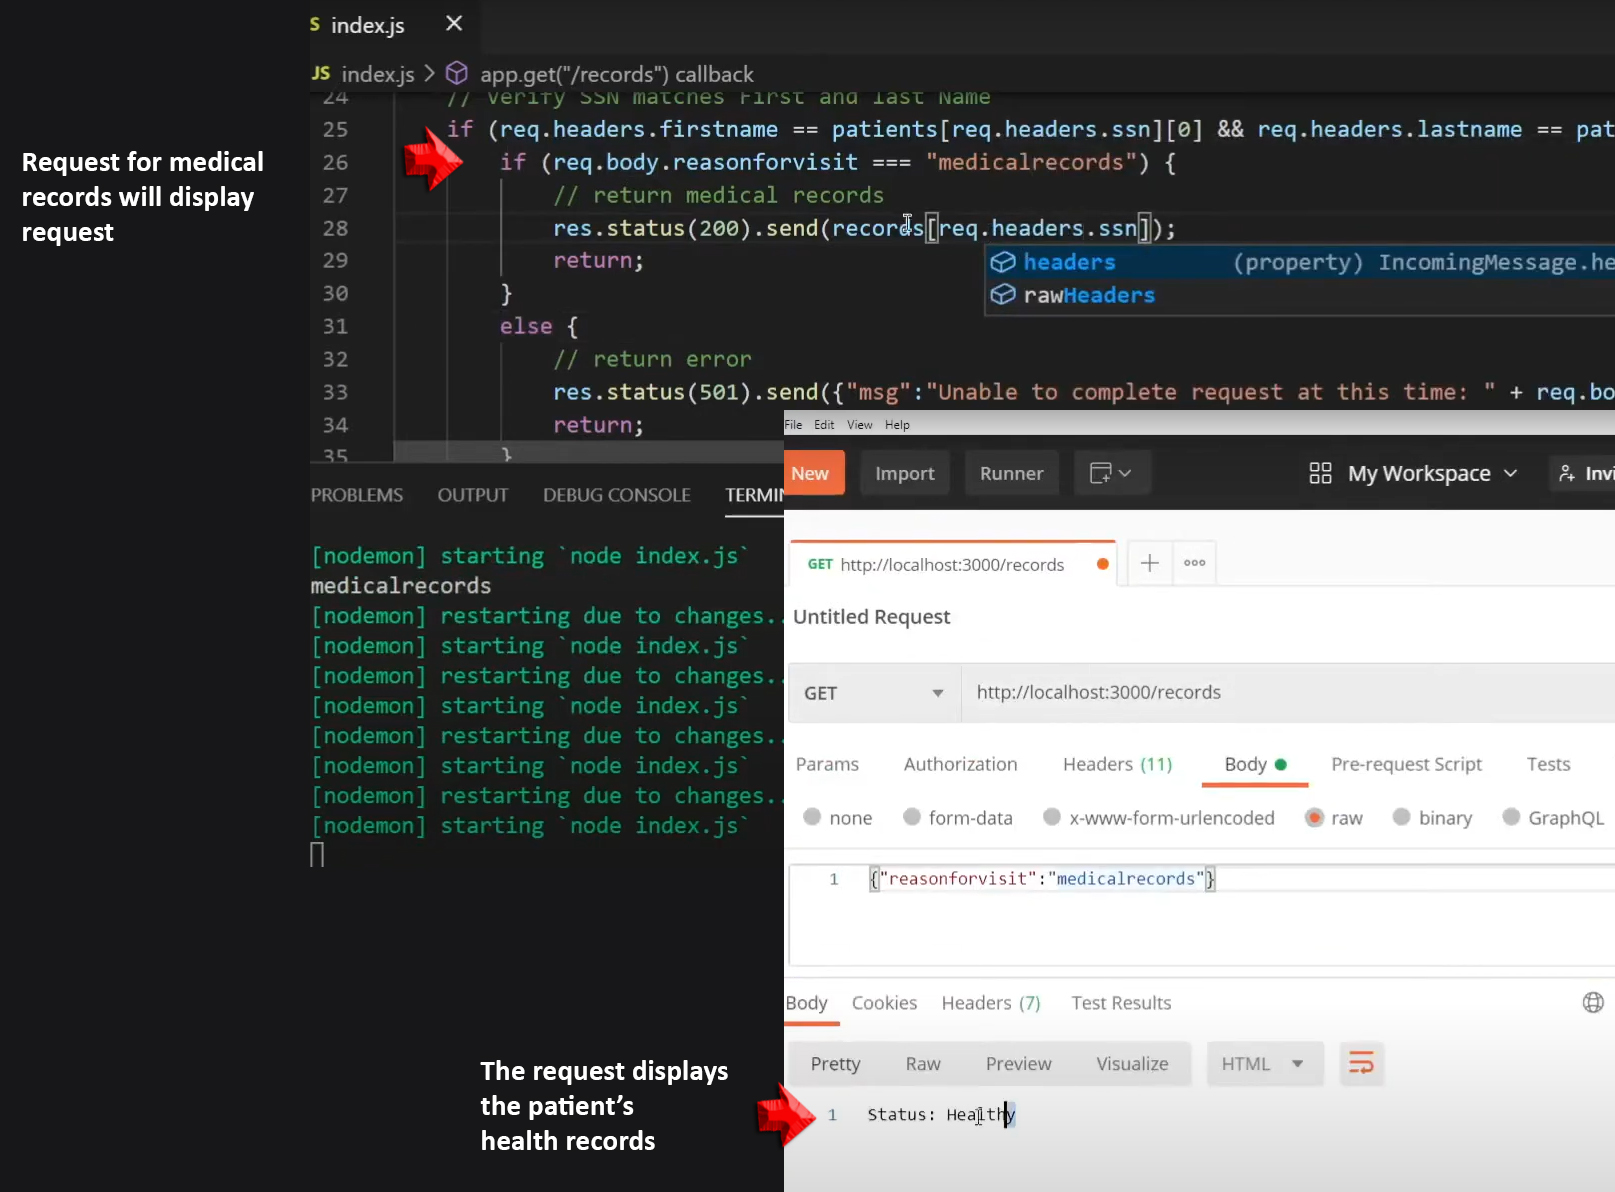 index.js
JS index.js > app.get("/records") callback
24 // Verify SSN matches First and last Name
25 if (req.headers.firstname == patients[req.headers.ssn][0] && req.headers.lastname == pat
26 if (req.body.reasonforvisit === "medicalrecords") {
27 // return medical records
28 res.status(200).send(records[req.headers.ssn]);
29 return;
headers (property) IncomingMessage.he
30 }
rawHeaders
31 else {
32 // return error
33 res.status(501).send({"msg":"Unable to complete request at this time: " + req.bo
34 return;
35 }
Request for medical
records will display
request
PROBLEMS OUTPUT DEBUG CONSOLE TERMIN
[nodemon] starting `node index.js`
medicalrecords
[nodemon] restarting due to changes..
[nodemon] starting `node index.js`
[nodemon] restarting due to changes..
[nodemon] starting `node index.js`
[nodemon] restarting due to changes..
[nodemon] starting `node index.js`
[nodemon] restarting due to changes..
[nodemon] starting `node index.js`
File Edit View Help
New Import Runner My Workspace Invi
GET http://localhost:3000/records
Untitled Request
GET http://localhost:3000/records
Params Authorization Headers (11) Body Pre-request Script Tests
none form-data x-www-form-urlencoded raw binary GraphQL
1 {"reasonforvisit":"medicalrecords"}
Body Cookies Headers (7) Test Results
Pretty Raw Preview Visualize HTML
1 Status: Healthy
The request displays
the patient's
health records